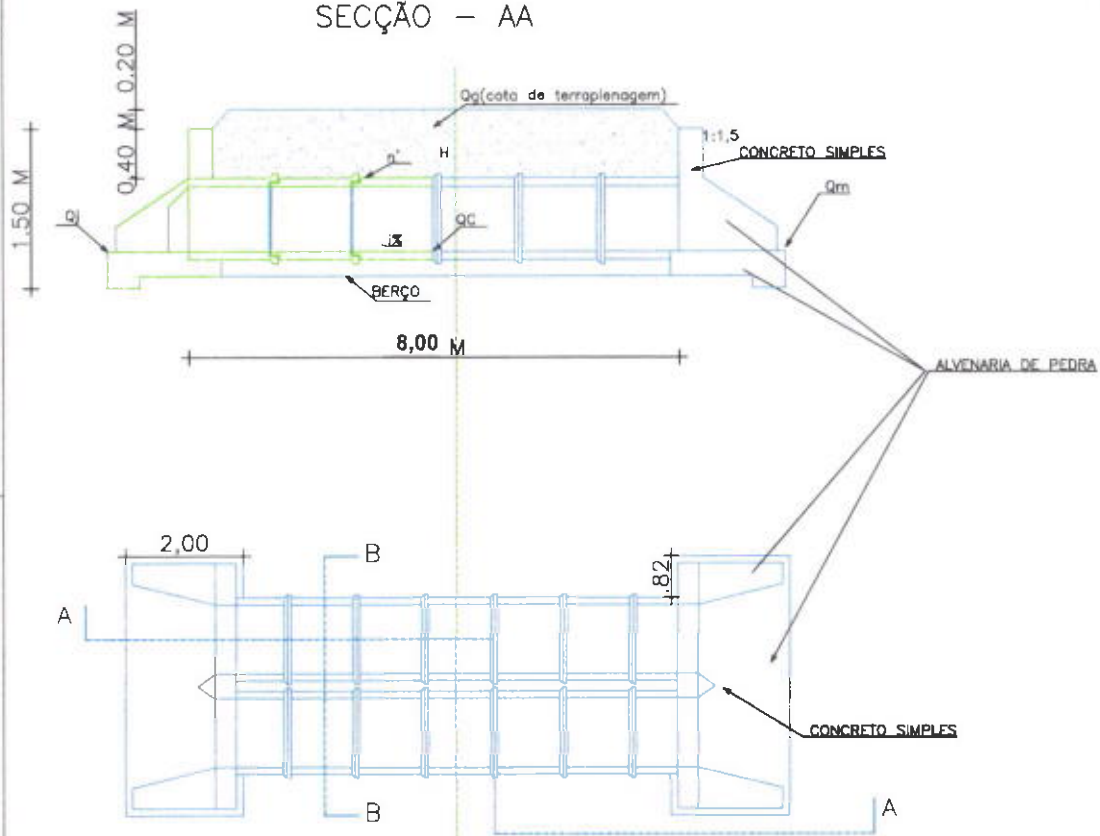 SECÇÃO - AA
0.20 M
Qg(cota de terraplenagem)
1:1,5
CONCRETO SIMPLES
0,40 M
1.50 M
n'
H
Qm
QC
i%
BERÇO
8,00 M
ALVENARIA DE PEDRA
2,00
B
.82
A
CONCRETO SIMPLES
B
A